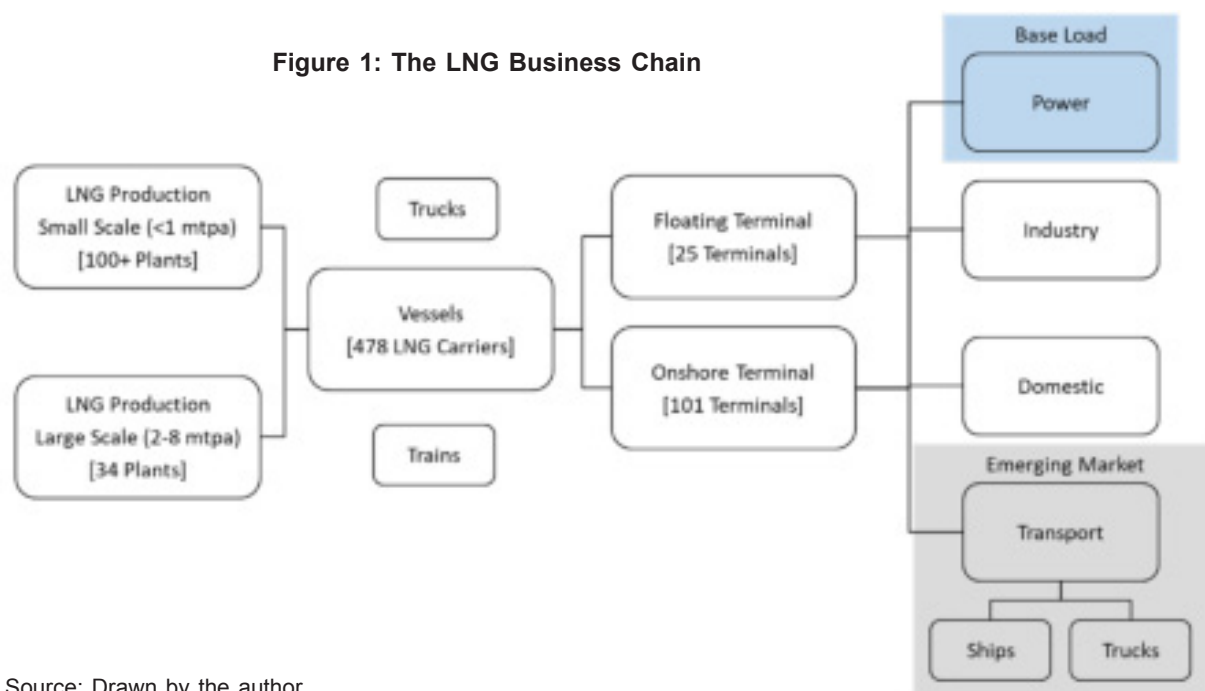 Figure 1: The LNG Business Chain
LNG Production
Small Scale (<1 mtpa)
[100+ Plants]
LNG Production
Large Scale (2-8 mtpa)
[34 Plants]
Trucks
Vessels
[478 LNG Carriers]
Trains
Floating Terminal
[25 Terminals]
Onshore Terminal
[101 Terminals]
Base Load
Power
Industry
Domestic
Emerging Market
Transport
Ships
Trucks
Source: Drawn by the author